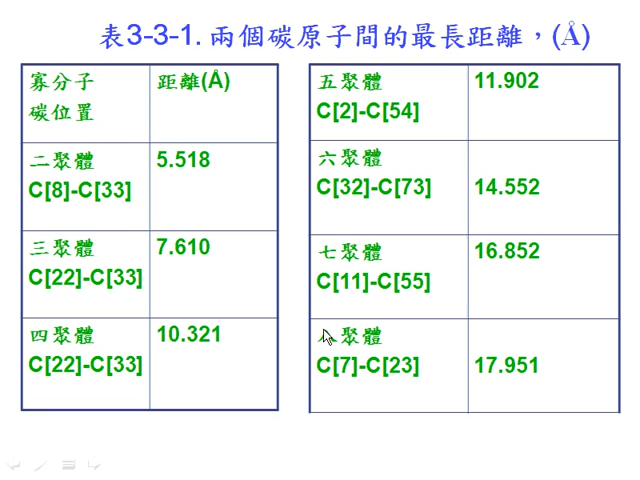 表3-3-1. 兩個碳原子間的最長距離，(Å)
寡分子 距離(Å)
碳位置
二聚體 5.518
C[8]-C[33]
三聚體 7.610
C[22]-C[33]
四聚體 10.321
C[22]-C[33]
五聚體 11.902
C[2]-C[54]
六聚體
C[32]-C[73] 14.552
七聚體 16.852
C[11]-C[55]
聚體
C[7]-C[23] 17.951